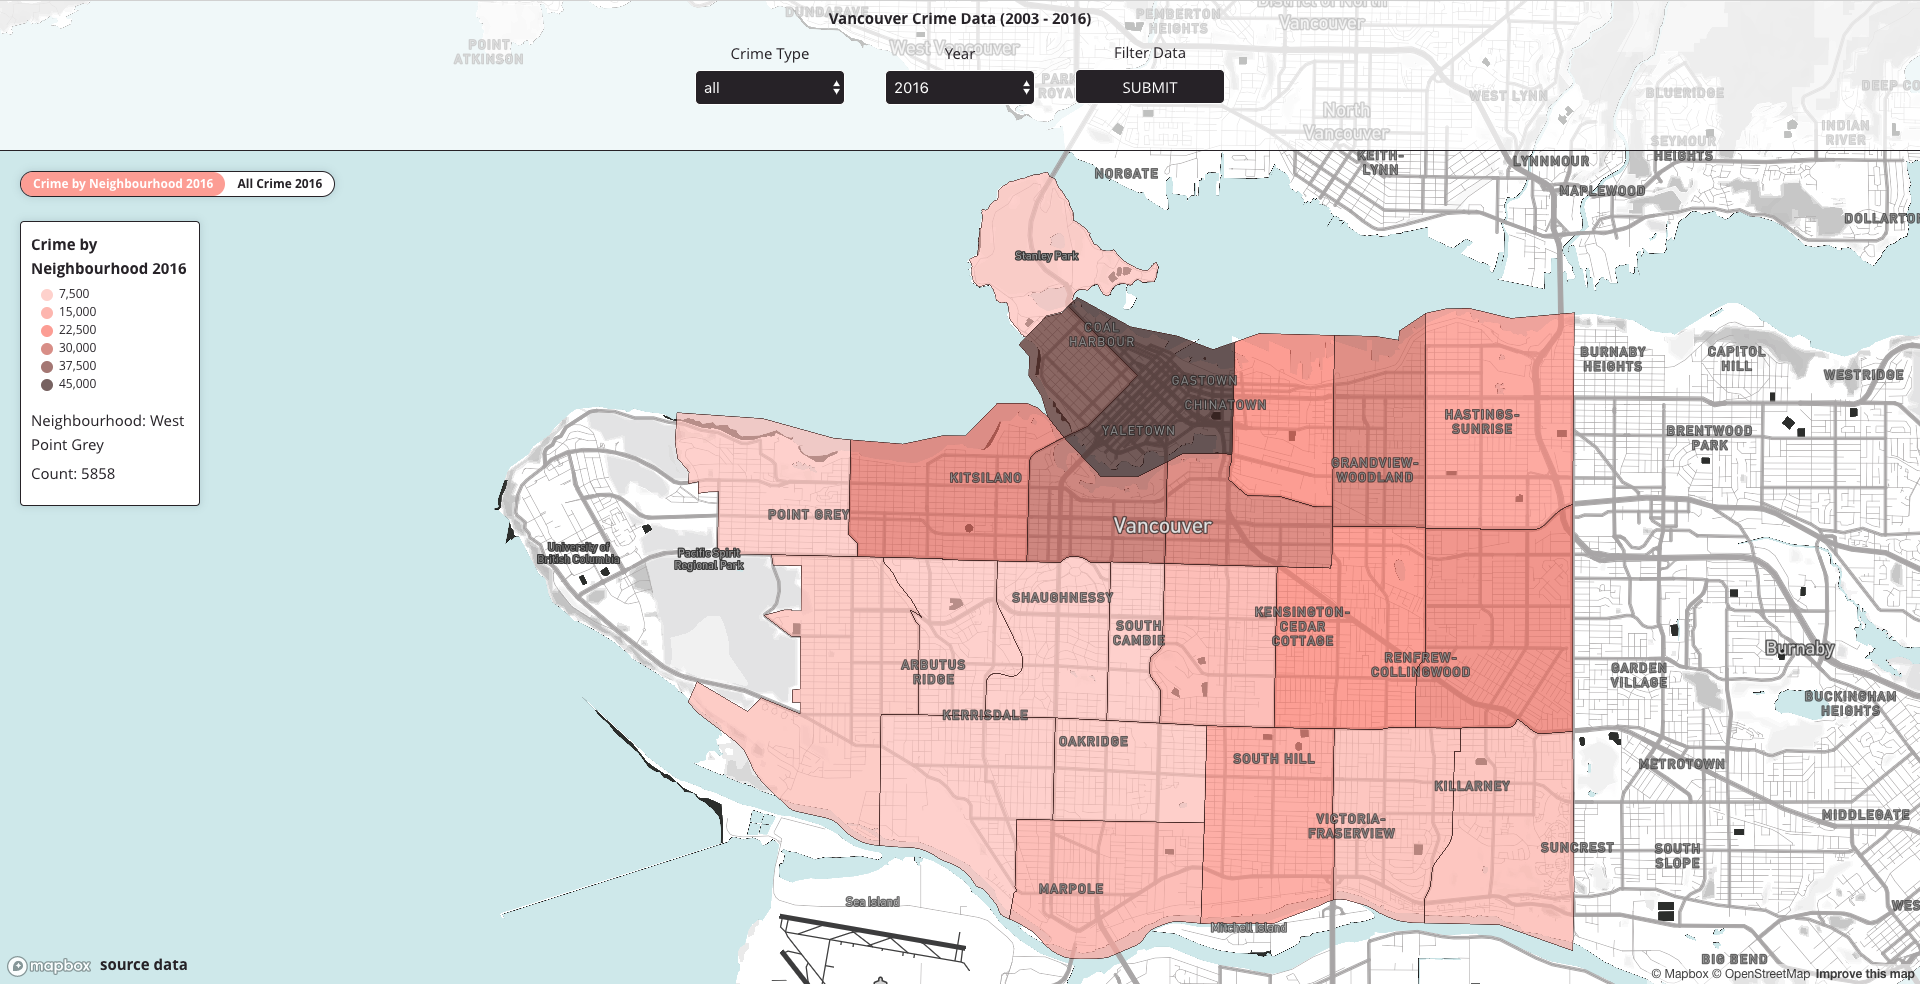 DUNDARAVE
Vancouver Crime Data (2003 - 2016)
PEMBERTON
HEIGHTS
District of North
Vancouver
POINT
ATKINSON
West Vancouver
Crime Type
Year
Filter Data
all
2016
SUBMIT
PARK
ROYAL
WEST LYNN
BLUERIDGE
DEEP CO
North
Vancouver
INDIAN
RIVER
SEYMOUR
HEIGHTS
KEITH-
LYNN
LYNNMOUR
NORGATE
MAPLEWOOD
DOLLARTO
Crime by Neighbourhood 2016
All Crime 2016
Crime by
Neighbourhood 2016
7,500
15,000
22,500
30,000
37,500
45,000
Neighbourhood: West
Point Grey
Count: 5858
Stanley Park
COAL
HARBOUR
GASTOWN
CHINATOWN
YALETOWN
BURNABY
HEIGHTS
CAPITOL
HILL
WESTRIDGE
HASTINGS-
SUNRISE
BRENTWOOD
PARK
GRANDVIEW-
WOODLAND
KITSILANO
POINT GREY
Vancouver
University of
British Columbia
Pacific Spirit
Regional Park
SHAUGHNESSY
SOUTH
CAMBIE
KENSINGTON-
CEDAR
COTTAGE
ARBUTUS
RIDGE
RENFREW-
COLLINGWOOD
Burnaby
GARDEN
VILLAGE
BUCKINGHAM
HEIGHTS
KERRISDALE
OAKRIDGE
SOUTH HILL
METROTOWN
KILLARNEY
VICTORIA-
FRASERVIEW
MIDDLEGATE
SUNCREST
SOUTH
SLOPE
MARPOLE
Sea Island
WES
Mitchell Island
BIG BEND
mapbox
source data
© Mapbox © OpenStreetMap Improve this map